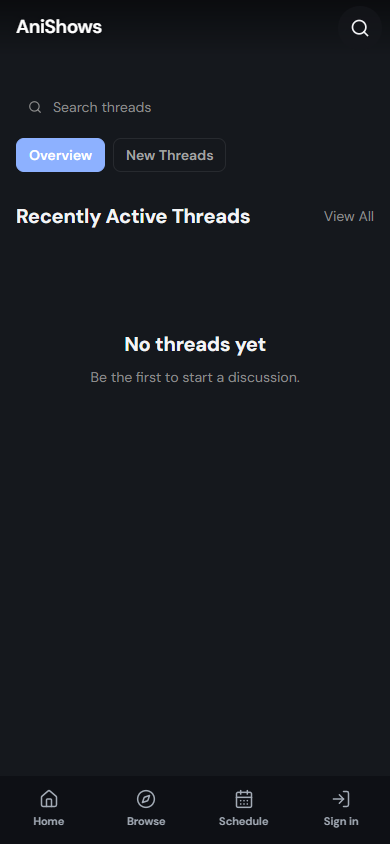 AniShows
Search threads
Overview
New Threads
Recently Active Threads
View All
No threads yet
Be the first to start a discussion.
Home
Browse
Schedule
Sign in